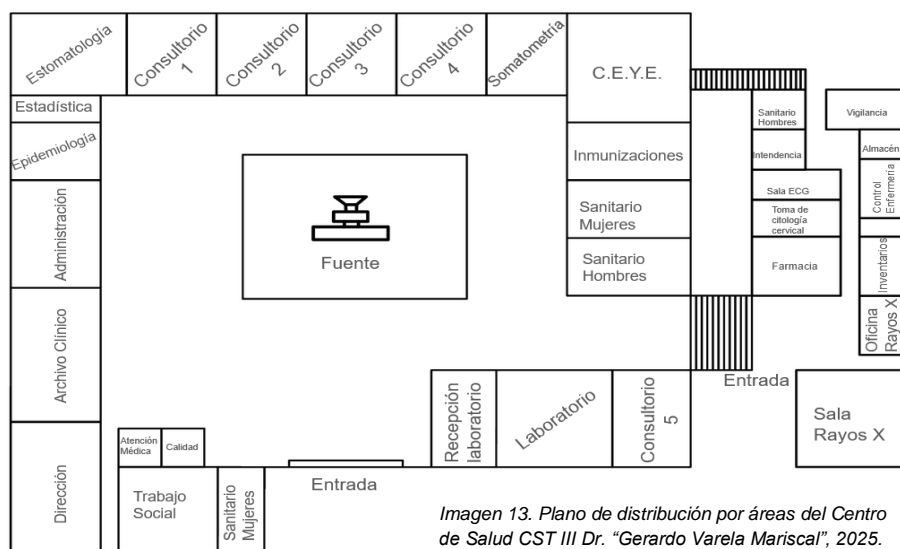 Estomatología
Consultorio
1
Consultorio
2
Consultorio
3
Consultorio
4
Somatometría
C.E.Y.E.
Estadística
Epidemiología
Administración
Archivo Clínico
Dirección
Fuente
Inmunizaciones
Sanitario
Mujeres
Sanitario
Hombres
Sanitario
Hombres
Intendencia
Sala ECG
Toma de
citología
cervical
Farmacia
Vigilancia
Almacén
Control
Enfermería
Inventarios
Oficina
Rayos X
Entrada
Sala
Rayos X
Recepción
laboratorio
Laboratorio
Consultorio
5
Atención
Médica
Calidad
Trabajo
Social
Sanitario
Mujeres
Entrada
Imagen 13. Plano de distribución por áreas del Centro
de Salud CST III Dr. “Gerardo Varela Mariscal”, 2025.